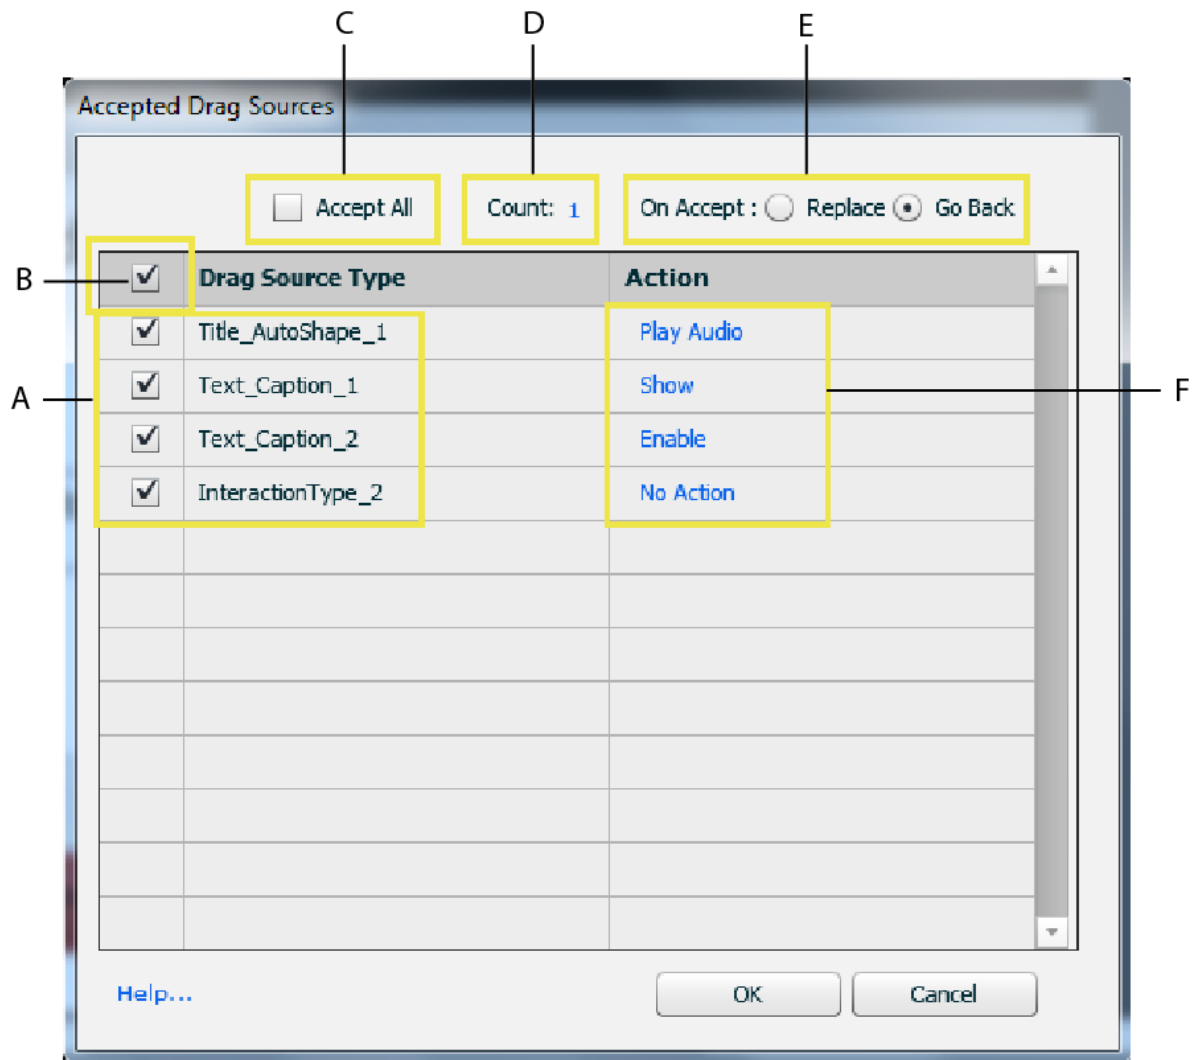 C D E
Accepted Drag Sources
Accept All Count: 1 On Accept : Replace Go Back
B Drag Source Type Action
Title_AutoShape_1 Play Audio
A Text_Caption_1 Show F
Text_Caption_2 Enable
InteractionType_2 No Action
Help... OK Cancel